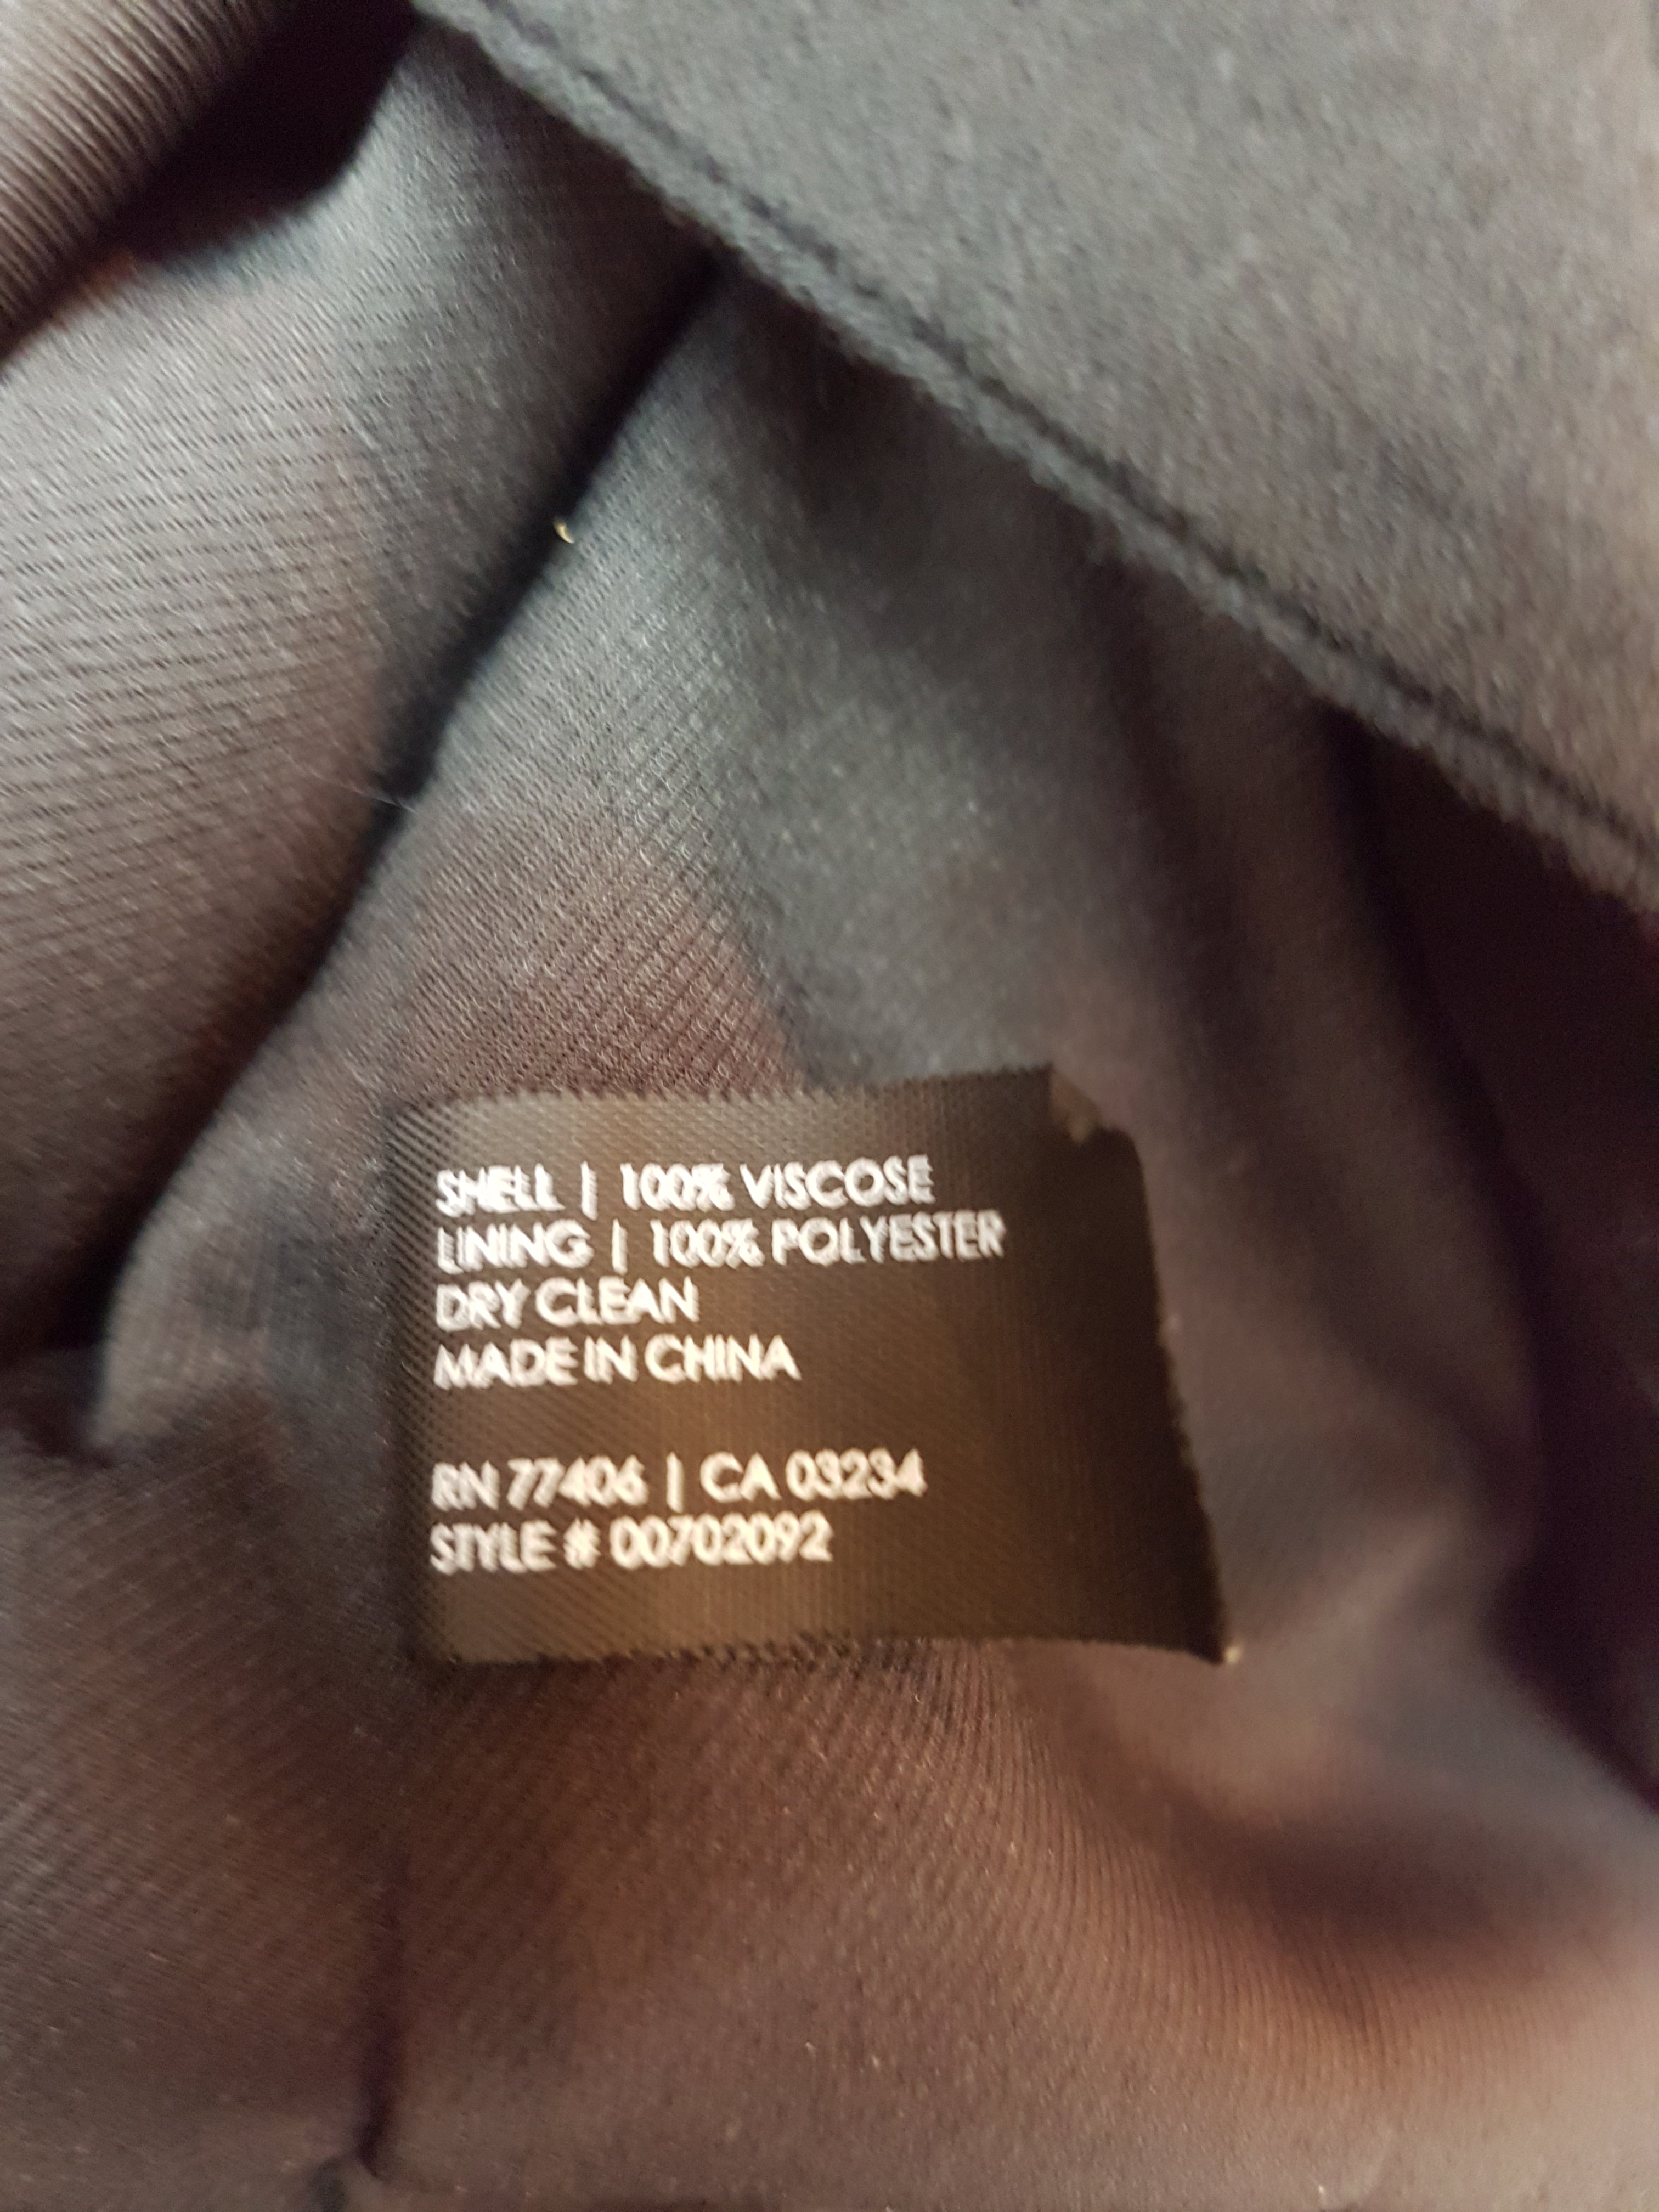 SHELL | 100% VISCOSE
LINING | 100% POLYESTER
DRY CLEAN
MADE IN CHINA
RN 77406 | CA 03234
STYLE # 00702092